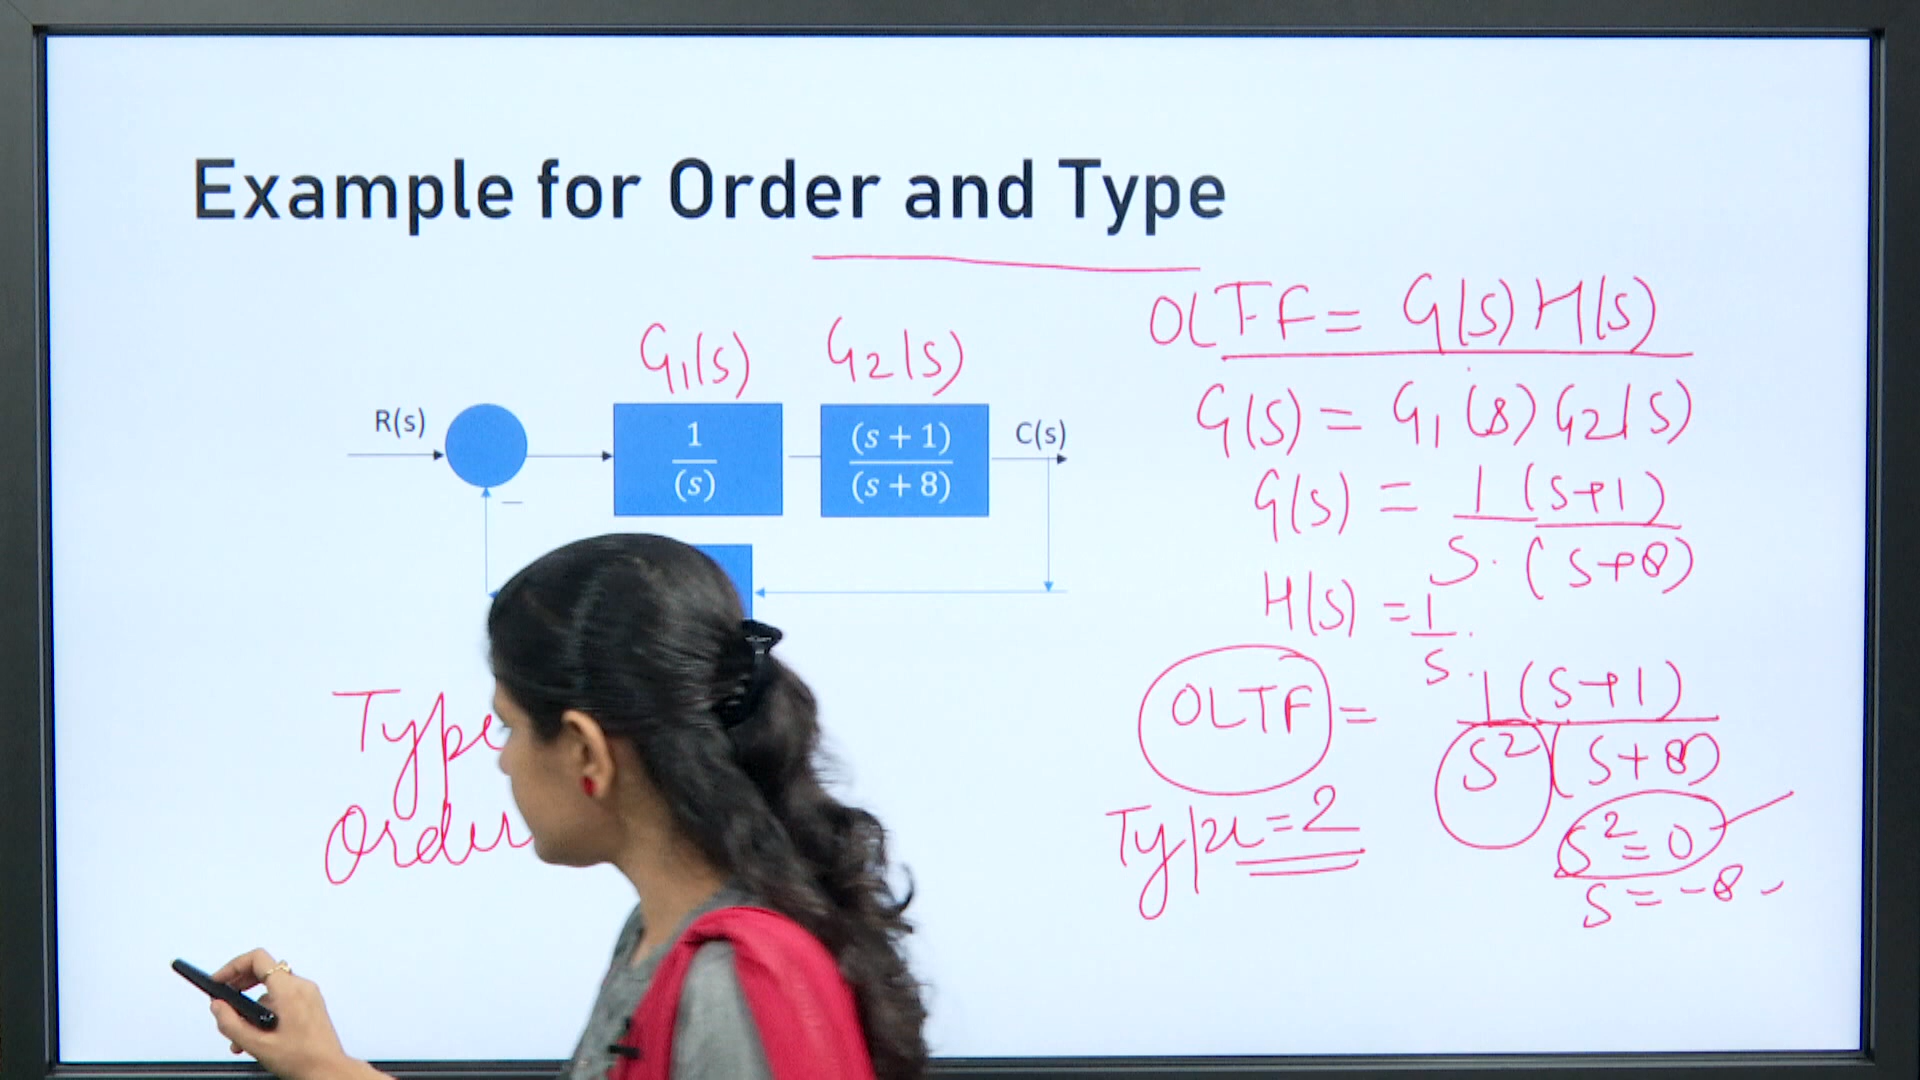 Example for Order and Type
OLTF = G(s) H(s)
G1(s) G2(s)
G(s) = G1(s) G2(s)
R(s)
1
(s)
(s + 1)
(s + 8)
C(s)
−
G(s) = 1 (s+1)
s. (s+8)
H(s) = 1
s.
OLTF = 1 (s+1)
s² (s+8)
Type = 2
s² = 0
s = -8
Type
Order